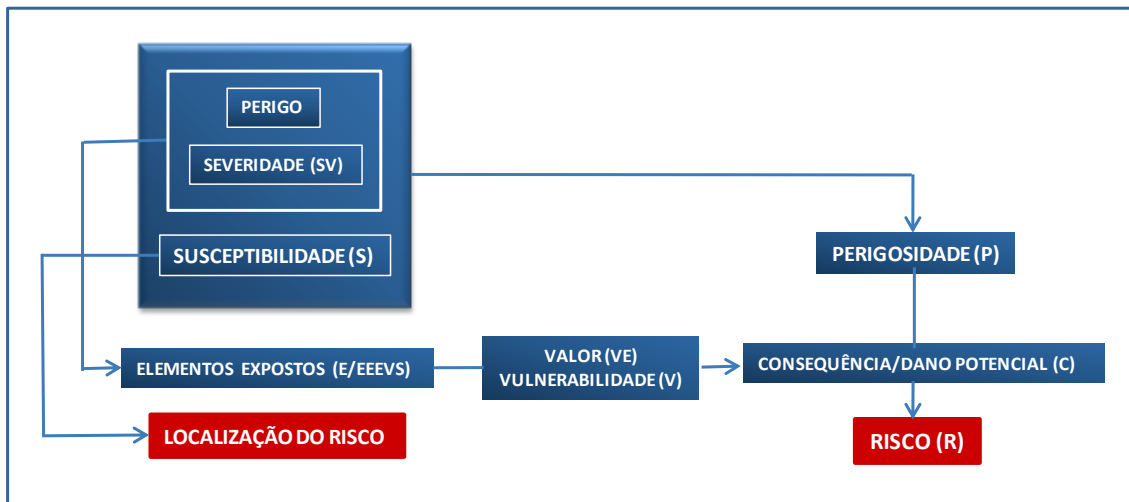 PERIGO
SEVERIDADE (SV)
SUSCEPTIBILIDADE (S)
PERIGOSIDADE (P)
ELEMENTOS EXPOSTOS (E/EEEVS)
VALOR (VE)
VULNERABILIDADE (V)
CONSEQUÊNCIA/DANO POTENCIAL (C)
LOCALIZAÇÃO DO RISCO
RISCO (R)